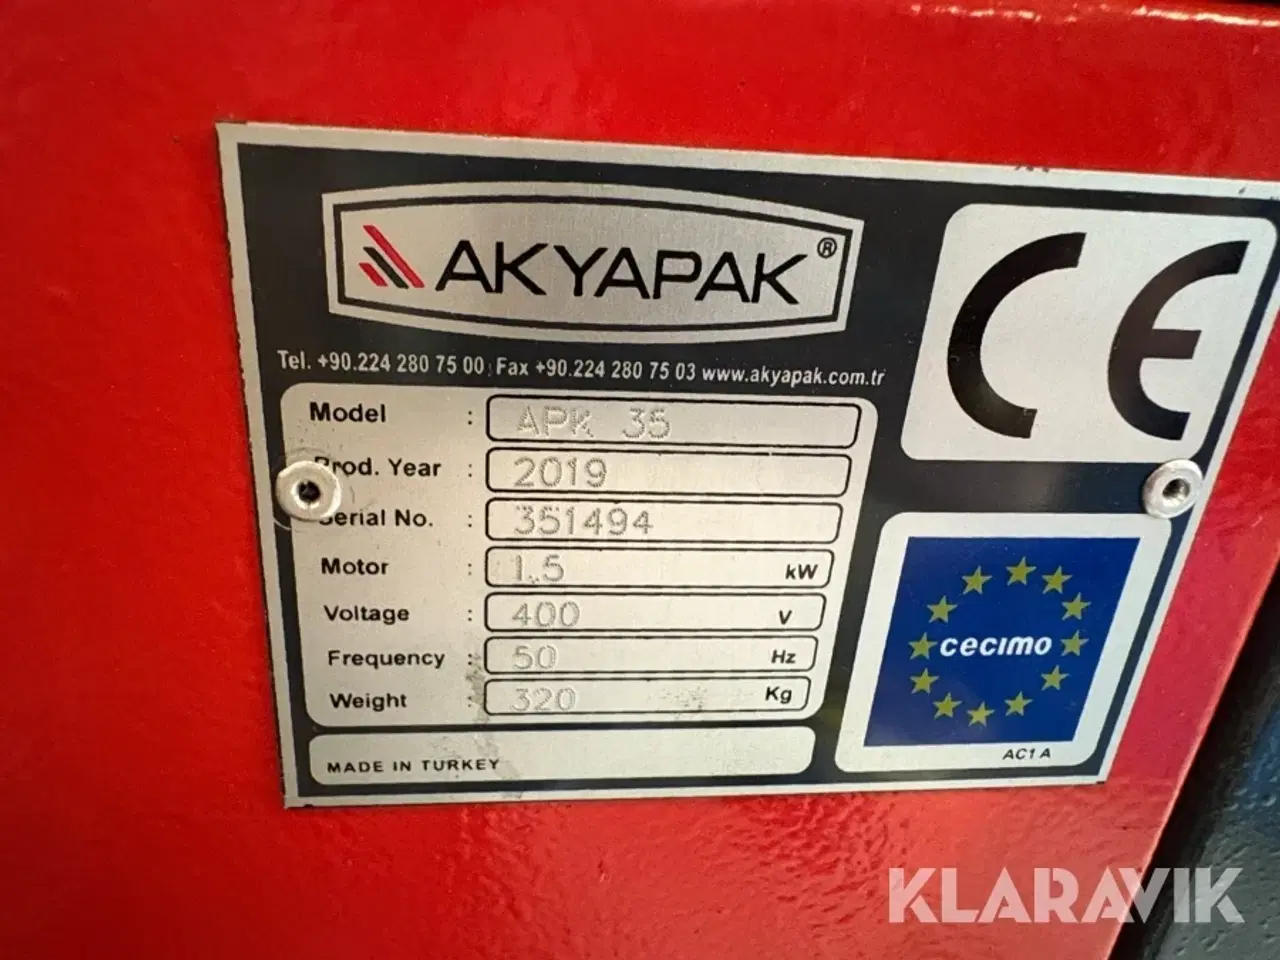 AKYAPAK®
CE
Tel. +90.224 280 75 00 Fax +90.224 280 75 03 www.akyapak.com.tr
Model : APK 35
Prod. Year : 2019
Serial No. : 351494
Motor : 1.5 kW
Voltage : 400 V
Frequency : 50 Hz
Weight : 320 Kg
MADE IN TURKEY
CECIMO
AC1 A
KLARAVIK